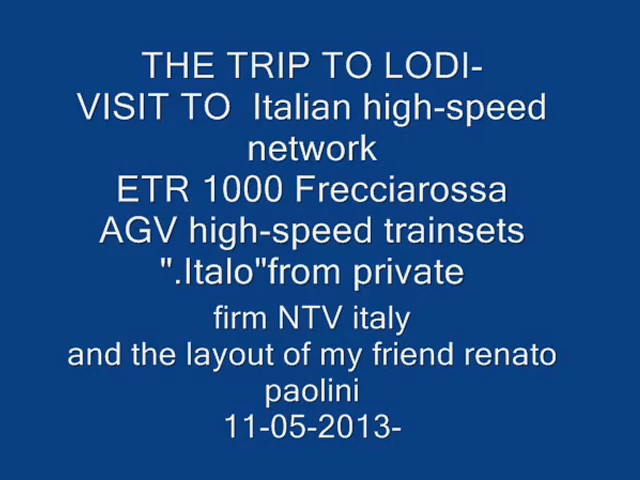 THE TRIP TO LODI-
VISIT TO  Italian high-speed
network
ETR 1000 Frecciarossa
AGV high-speed trainsets
".Italo"from private
firm NTV italy
and the layout of my friend renato
paolini
11-05-2013-